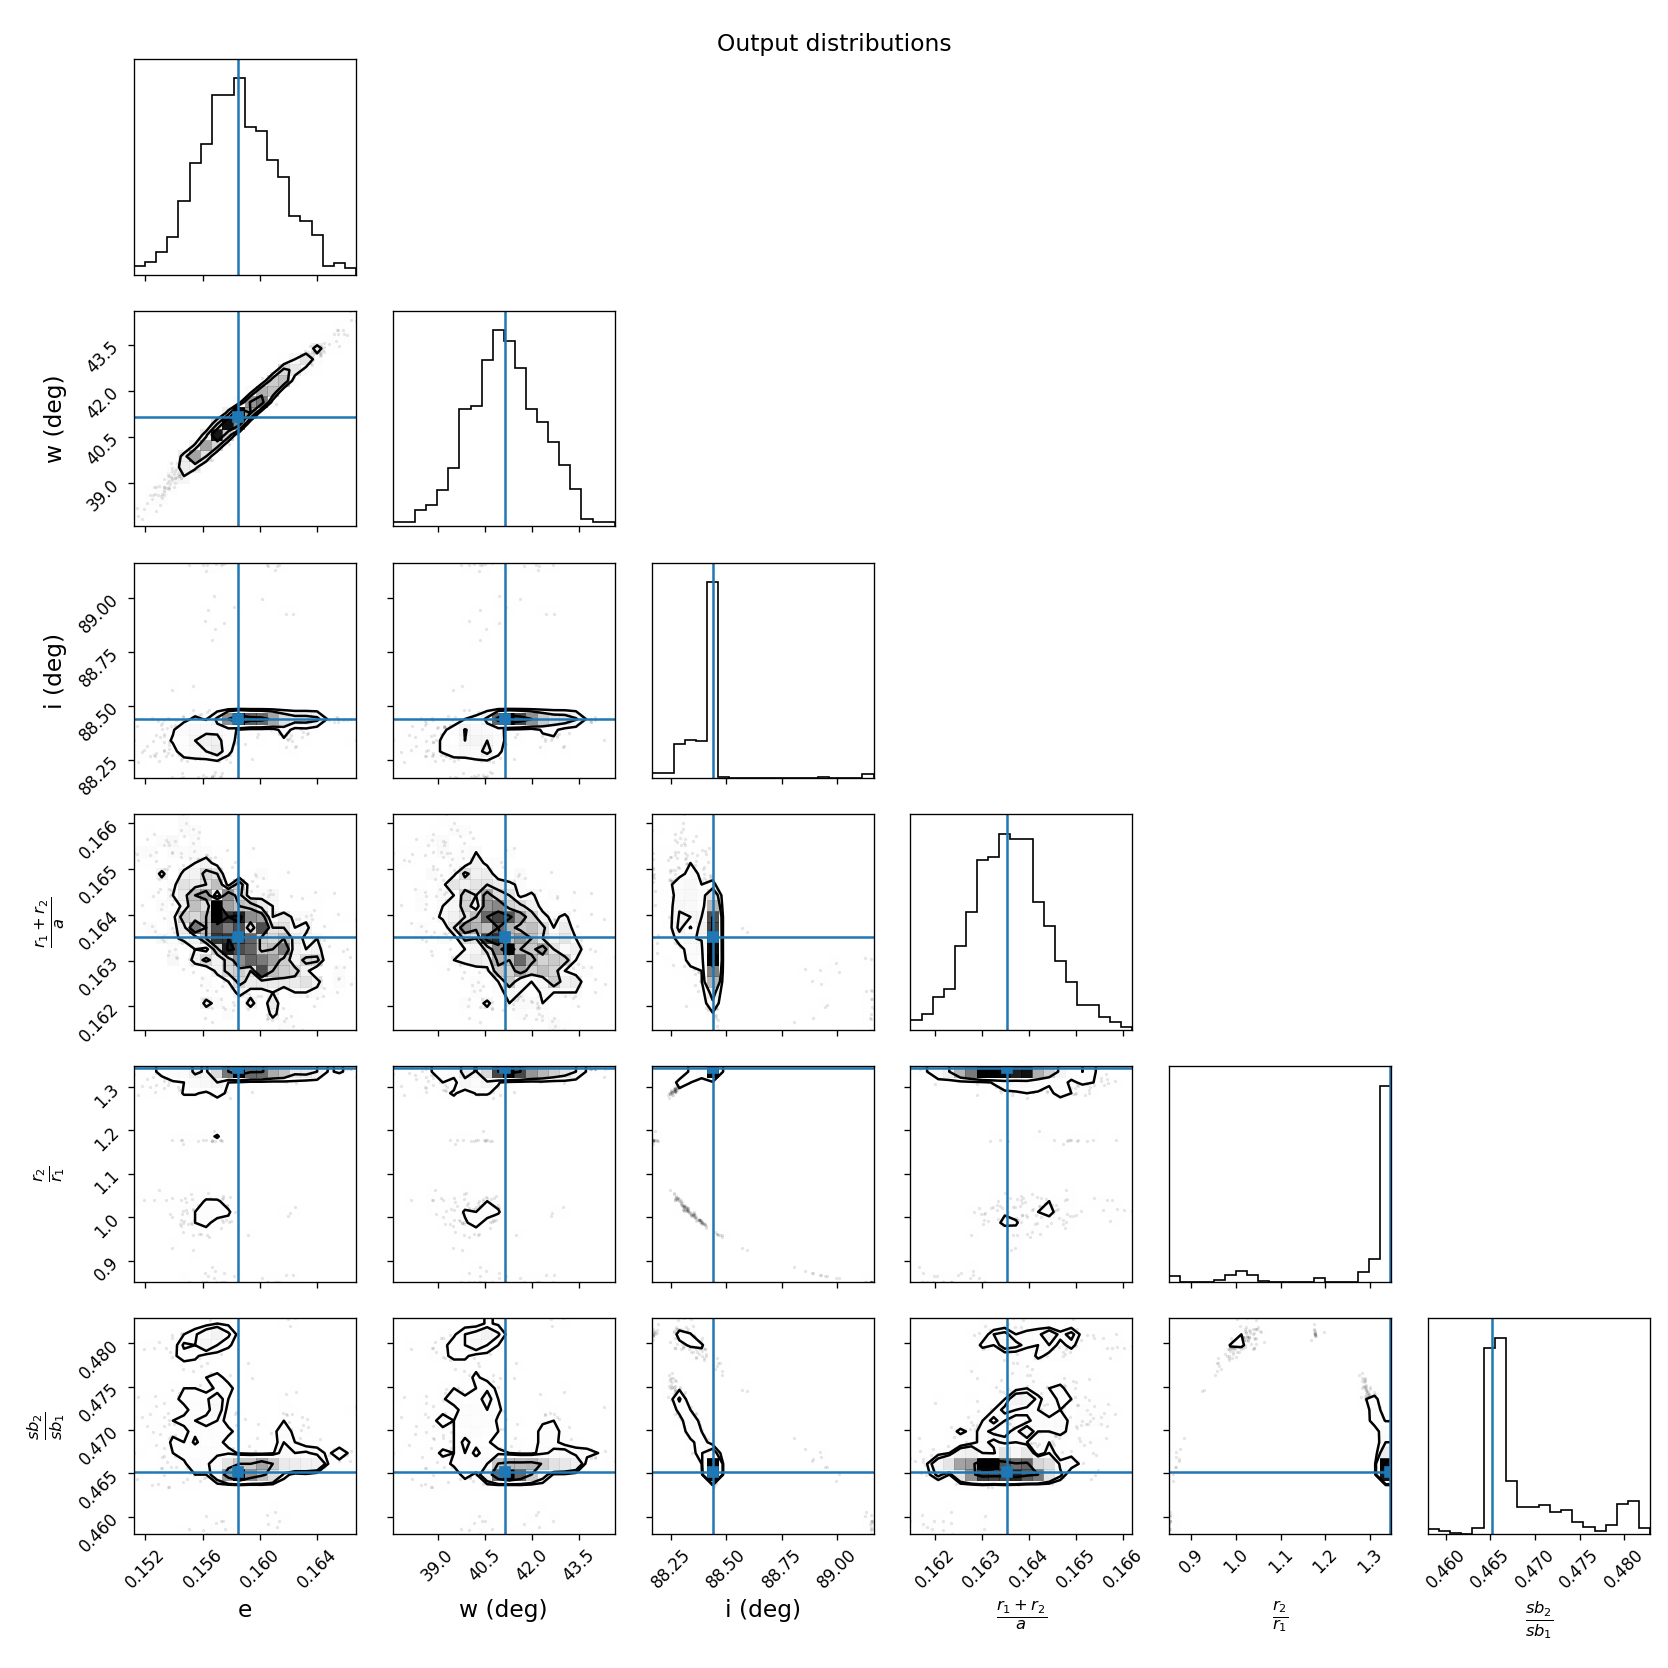 Output distributions
w (deg)
43.5
42.0
40.5
39.0
i (deg)
89.00
88.75
88.50
88.25
r₁ + r₂
a
0.166
0.165
0.164
0.163
0.162
r₂
r₁
1.3
1.2
1.1
1.0
0.9
sb₂
sb₁
0.480
0.475
0.470
0.465
0.460
0.152 0.156 0.160 0.164 39.0 40.5 42.0 43.5 88.25 88.50 88.75 89.00 0.162 0.163 0.164 0.165 0.166 0.9 1.0 1.1 1.2 1.3 0.460 0.465 0.470 0.475 0.480
e w (deg) i (deg) r₁ + r₂ r₂ sb₂
a r₁ sb₁